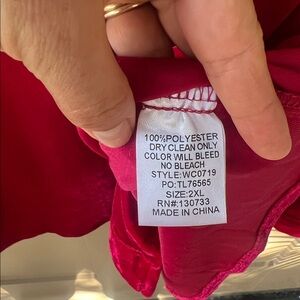 100%POLYESTER
DRY CLEAN ONLY
COLOR WILL BLEED
NO BLEACH
STYLE:WC0719
PO:TL76565
SIZE:2XL
RN#:130733
MADE IN CHINA